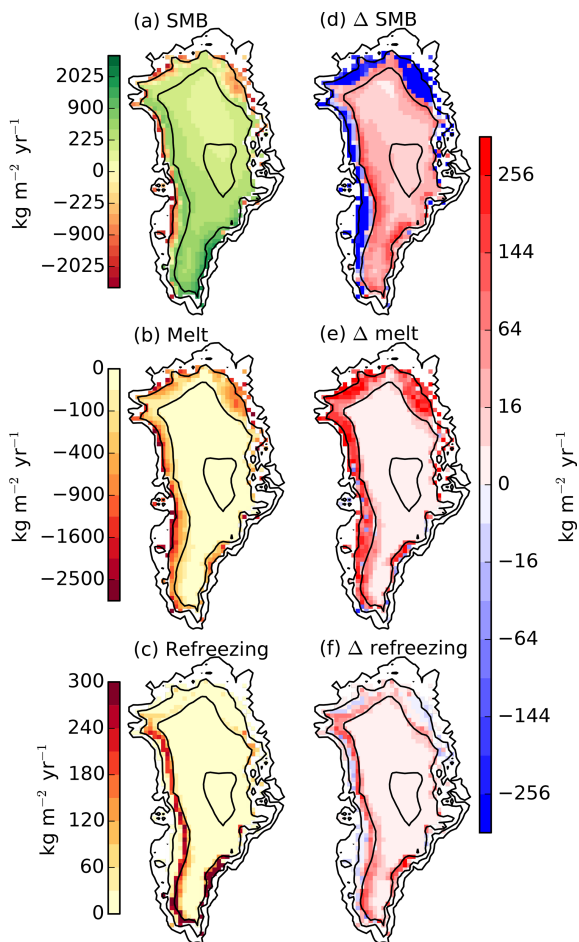 (a) SMB
(d) Δ SMB
2025
900
225
0
−225
−900
−2025
kg m−2 yr−1
(b) Melt
(e) Δ melt
0
−100
−400
−900
−1600
−2500
kg m−2 yr−1
(c) Refreezing
(f) Δ refreezing
300
240
180
120
60
0
kg m−2 yr−1
256
144
64
16
0
−16
−64
−144
−256
kg m−2 yr−1